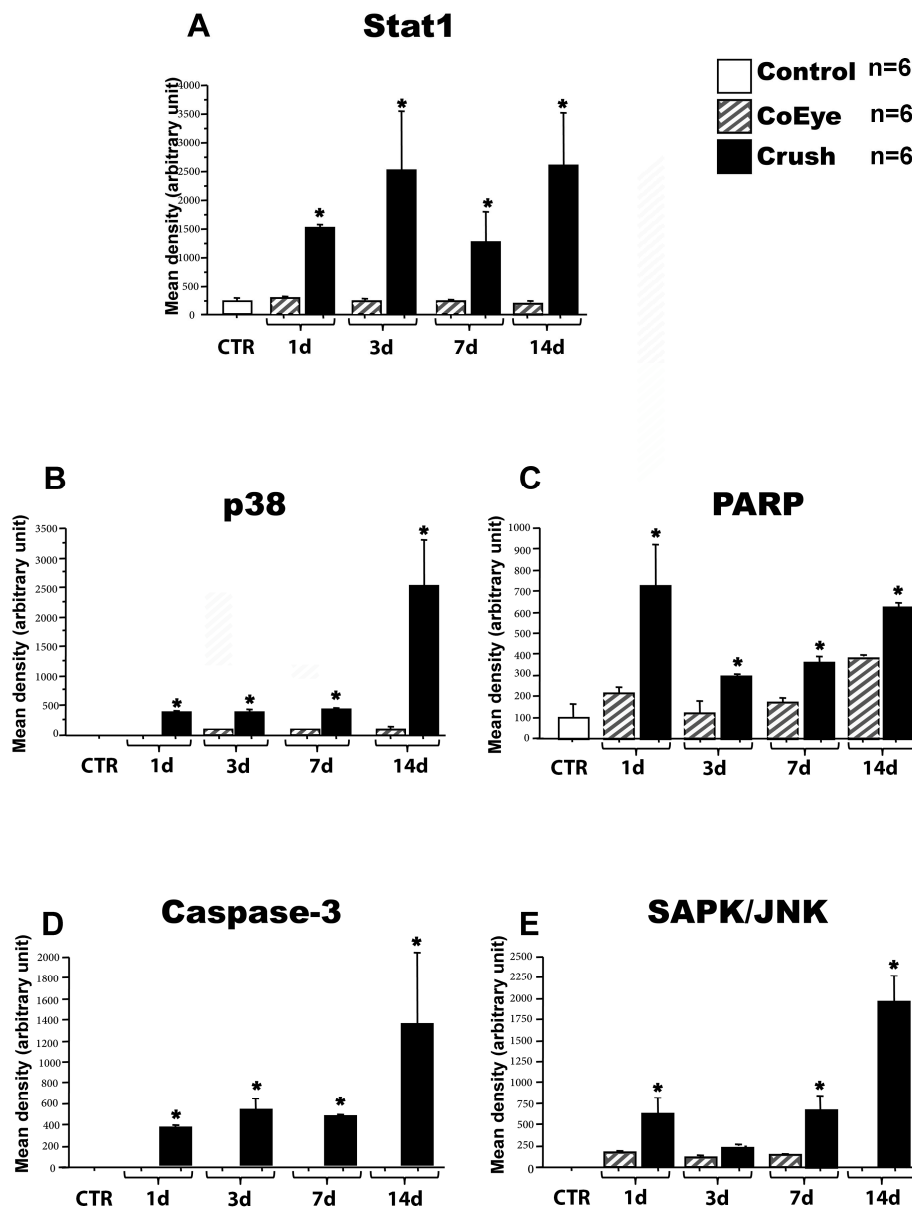 A
Stat1
Control n=6
CoEye n=6
Crush n=6
Mean density (arbitrary unit)
4000
3500
3000
2500
2000
1500
1000
500
0
* * * *
CTR 1d 3d 7d 14d
B
p38
Mean density (arbitrary unit)
3500
3000
2500
2000
1500
1000
500
0
* * * *
CTR 1d 3d 7d 14d
C
PARP
Mean density (arbitrary unit)
1000
900
800
700
600
500
400
300
200
100
0
* * * *
CTR 1d 3d 7d 14d
D
Caspase-3
Mean density (arbitrary unit)
2000
1800
1600
1400
1200
1000
800
600
400
200
0
* * * *
CTR 1d 3d 7d 14d
E
SAPK/JNK
Mean density (arbitrary unit)
2500
2250
2000
1750
1500
1250
1000
750
500
250
0
* * *
CTR 1d 3d 7d 14d